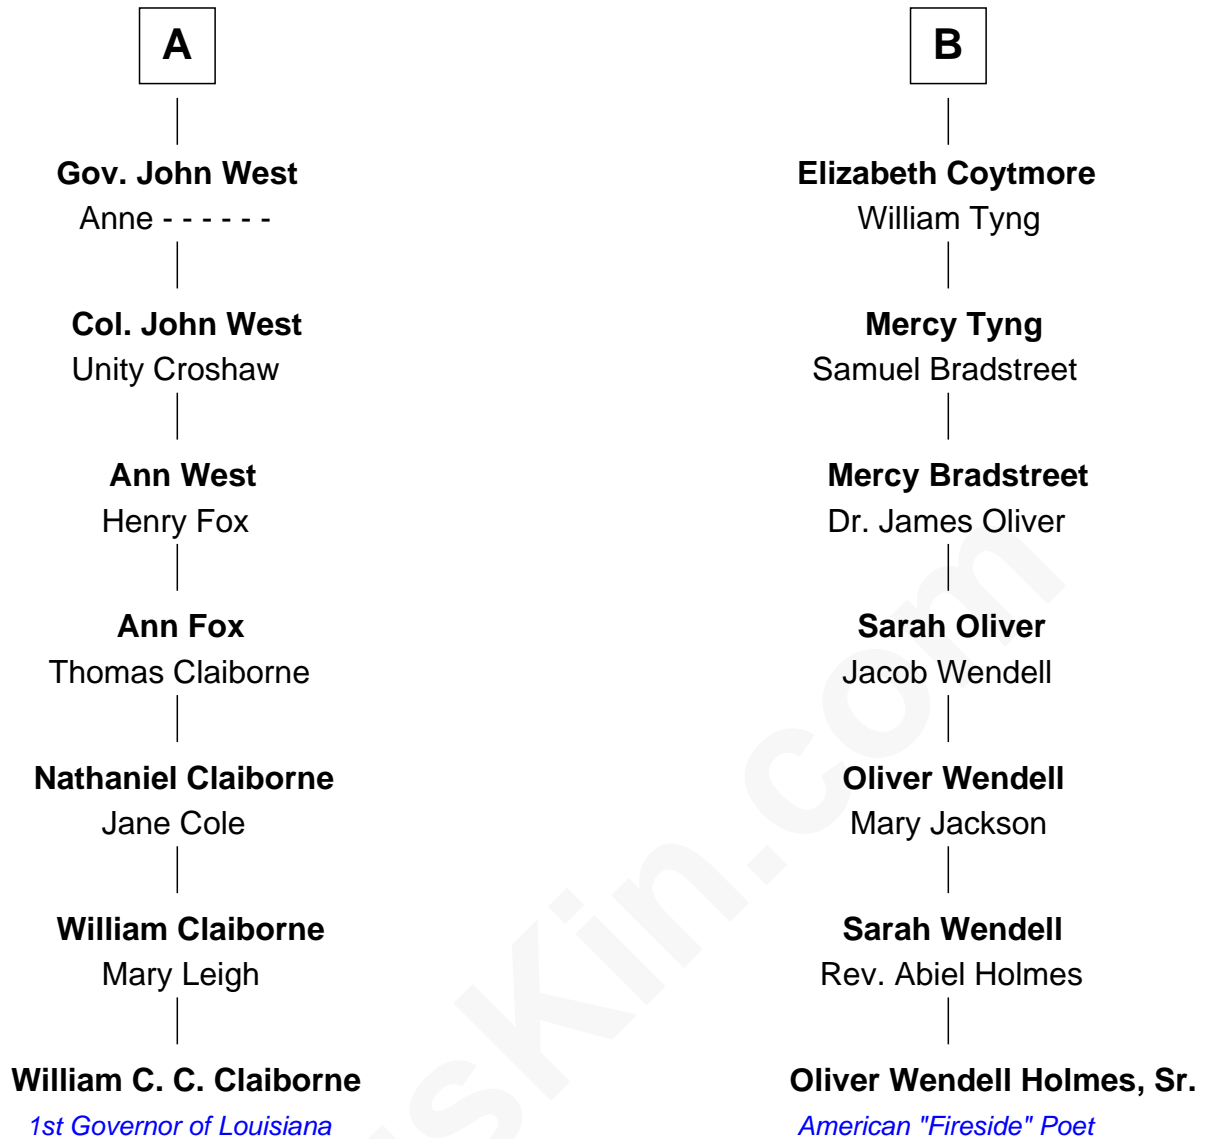 A
Gov. John West
Anne - - - - - -
Col. John West
Unity Croshaw
Ann West
Henry Fox
Ann Fox
Thomas Claiborne
Nathaniel Claiborne
Jane Cole
William Claiborne
Mary Leigh
William C. C. Claiborne
1st Governor of Louisiana
B
Elizabeth Coytmore
William Tyng
Mercy Tyng
Samuel Bradstreet
Mercy Bradstreet
Dr. James Oliver
Sarah Oliver
Jacob Wendell
Oliver Wendell
Mary Jackson
Sarah Wendell
Rev. Abiel Holmes
Oliver Wendell Holmes, Sr.
American "Fireside" Poet
sKin.com